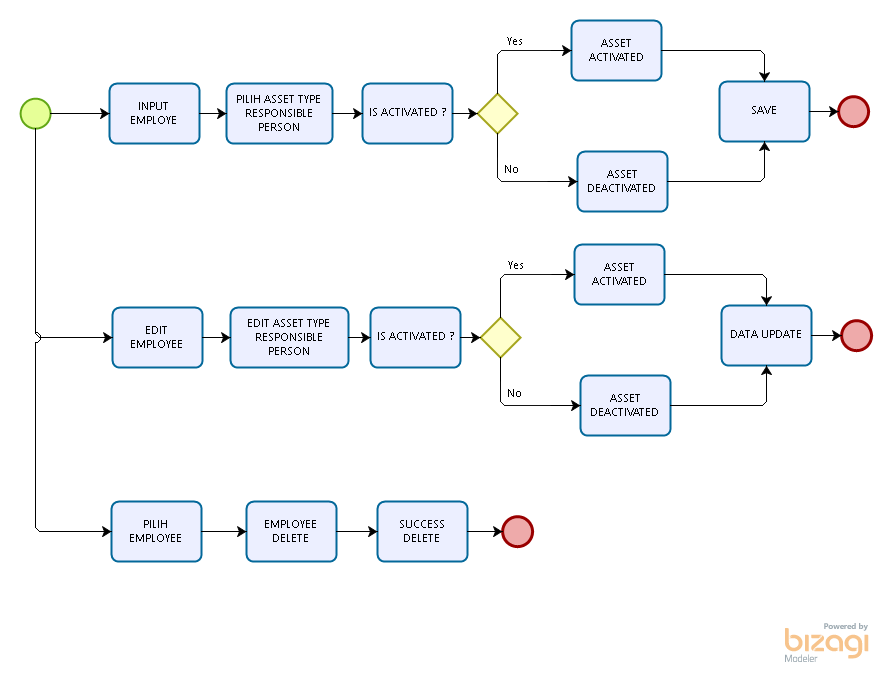 Yes
ASSET
ACTIVATED
INPUT
EMPLOYE
PILIH ASSET TYPE
RESPONSIBLE
PERSON
IS ACTIVATED ?
SAVE
No
ASSET
DEACTIVATED
Yes
ASSET
ACTIVATED
EDIT
EMPLOYEE
EDIT ASSET TYPE
RESPONSIBLE
PERSON
IS ACTIVATED ?
DATA UPDATE
No
ASSET
DEACTIVATED
PILIH
EMPLOYEE
EMPLOYEE
DELETE
SUCCESS
DELETE
Powered by
bizagi
Modeler